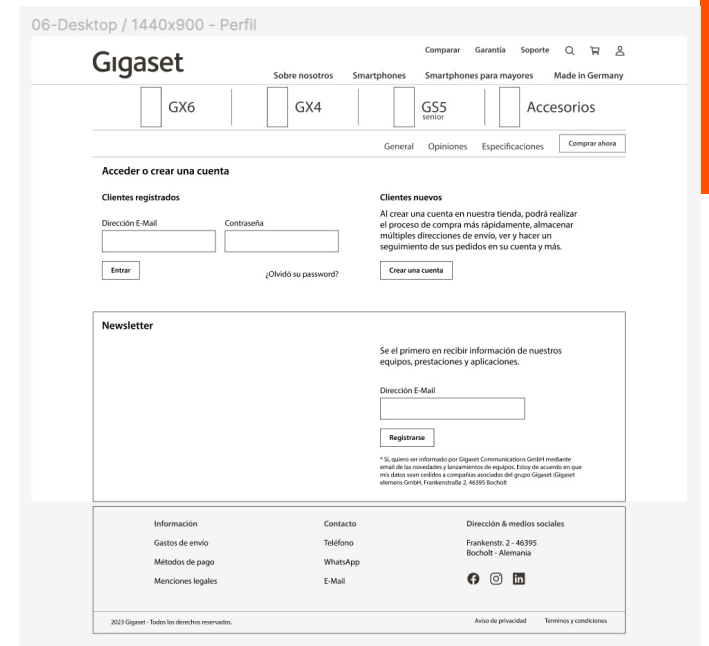 06-Desktop / 1440x900 - Perfil
Gigaset
Comparar Garantía Soporte
Sobre nosotros Smartphones Smartphones para mayores Made in Germany
GX6 GX4 GS5 Accesorios
senior
General Opiniones Especificaciones Comprar ahora
Acceder o crear una cuenta
Clientes registrados
Dirección E-Mail Contraseña
Entrar ¿Olvidó su password?
Clientes nuevos
Al crear una cuenta en nuestra tienda, podrá realizar
el proceso de compra más rápidamente, almacenar
múltiples direcciones de envío, ver y hacer un
seguimiento de sus pedidos en su cuenta y más.
Crear una cuenta
Newsletter
Se el primero en recibir información de nuestros
equipos, prestaciones y aplicaciones.
Dirección E-Mail
Registrarse
* Sí, quiero ser informado por Gigaset Communications GmbH mediante
email de las novedades y lanzamientos de equipos. Estoy de acuerdo en que
mis datos sean cedidos a compañías asociadas del grupo Gigaset (Gigaset
elemens GmbH, Frankenstraße 2, 46395 Bocholt
Información
Gastos de envío
Métodos de pago
Menciones legales
Contacto
Teléfono
WhatsApp
E-Mail
Dirección & medios sociales
Frankenstr. 2 - 46395
Bocholt - Alemania
2023 Gigaset - Todos los derechos reservados.
Aviso de privacidad Terminos y condiciones